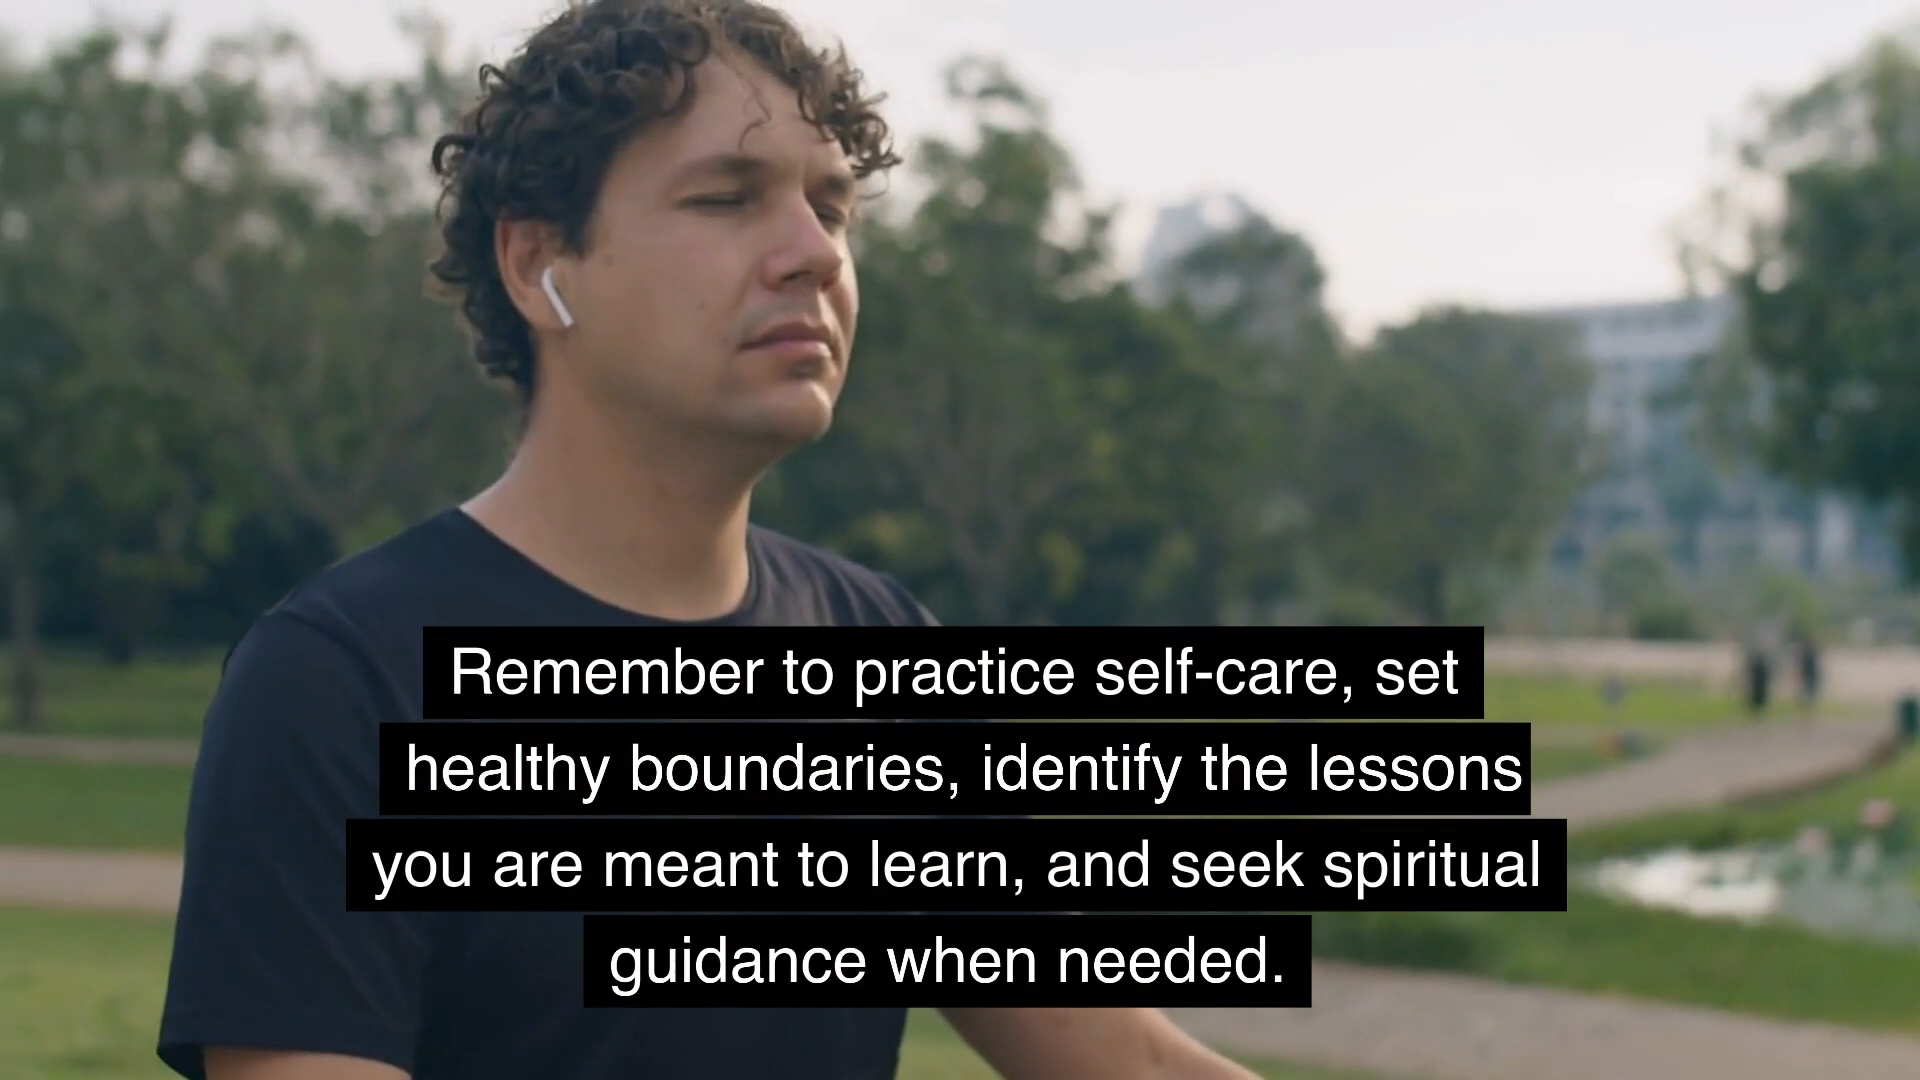 Remember to practice self-care, set
healthy boundaries, identify the lessons
you are meant to learn, and seek spiritual
guidance when needed.